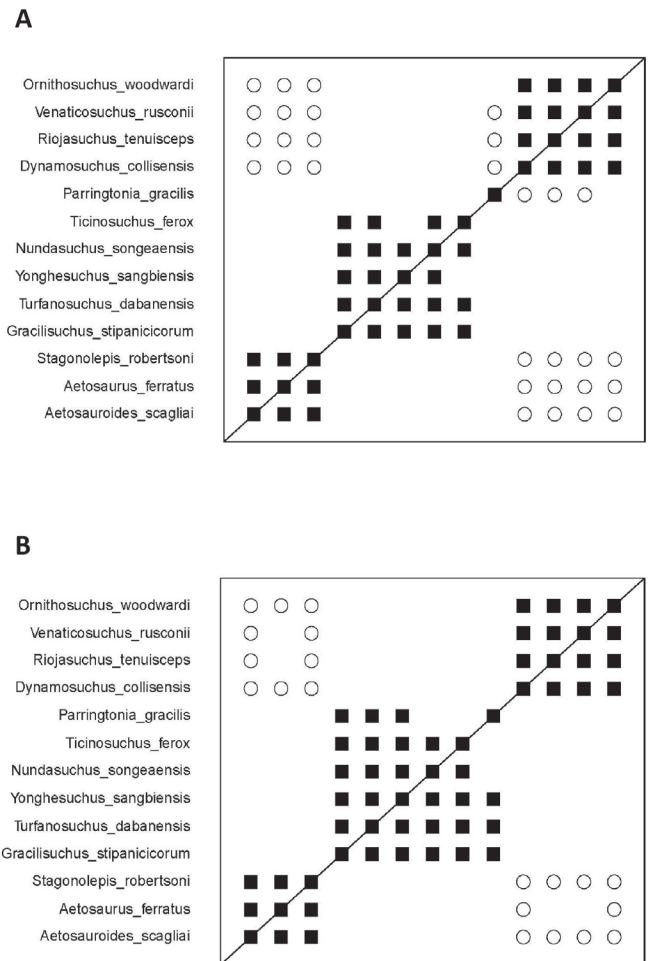 A
Ornithosuchus_woodwardi
Venaticosuchus_rusconii
Riojasuchus_tenuisceps
Dynamosuchus_collisensis
Parringtonia_gracilis
Ticinosuchus_ferox
Nundasuchus_songeaensis
Yonghesuchus_sangbiensis
Turfanosuchus_dabanensis
Gracilisuchus_stipanicicorum
Stagonolepis_robertsoni
Aetosaurus_ferratus
Aetosauroides_scagliai
B
Ornithosuchus_woodwardi
Venaticosuchus_rusconii
Riojasuchus_tenuisceps
Dynamosuchus_collisensis
Parringtonia_gracilis
Ticinosuchus_ferox
Nundasuchus_songeaensis
Yonghesuchus_sangbiensis
Turfanosuchus_dabanensis
Gracilisuchus_stipanicicorum
Stagonolepis_robertsoni
Aetosaurus_ferratus
Aetosauroides_scagliai